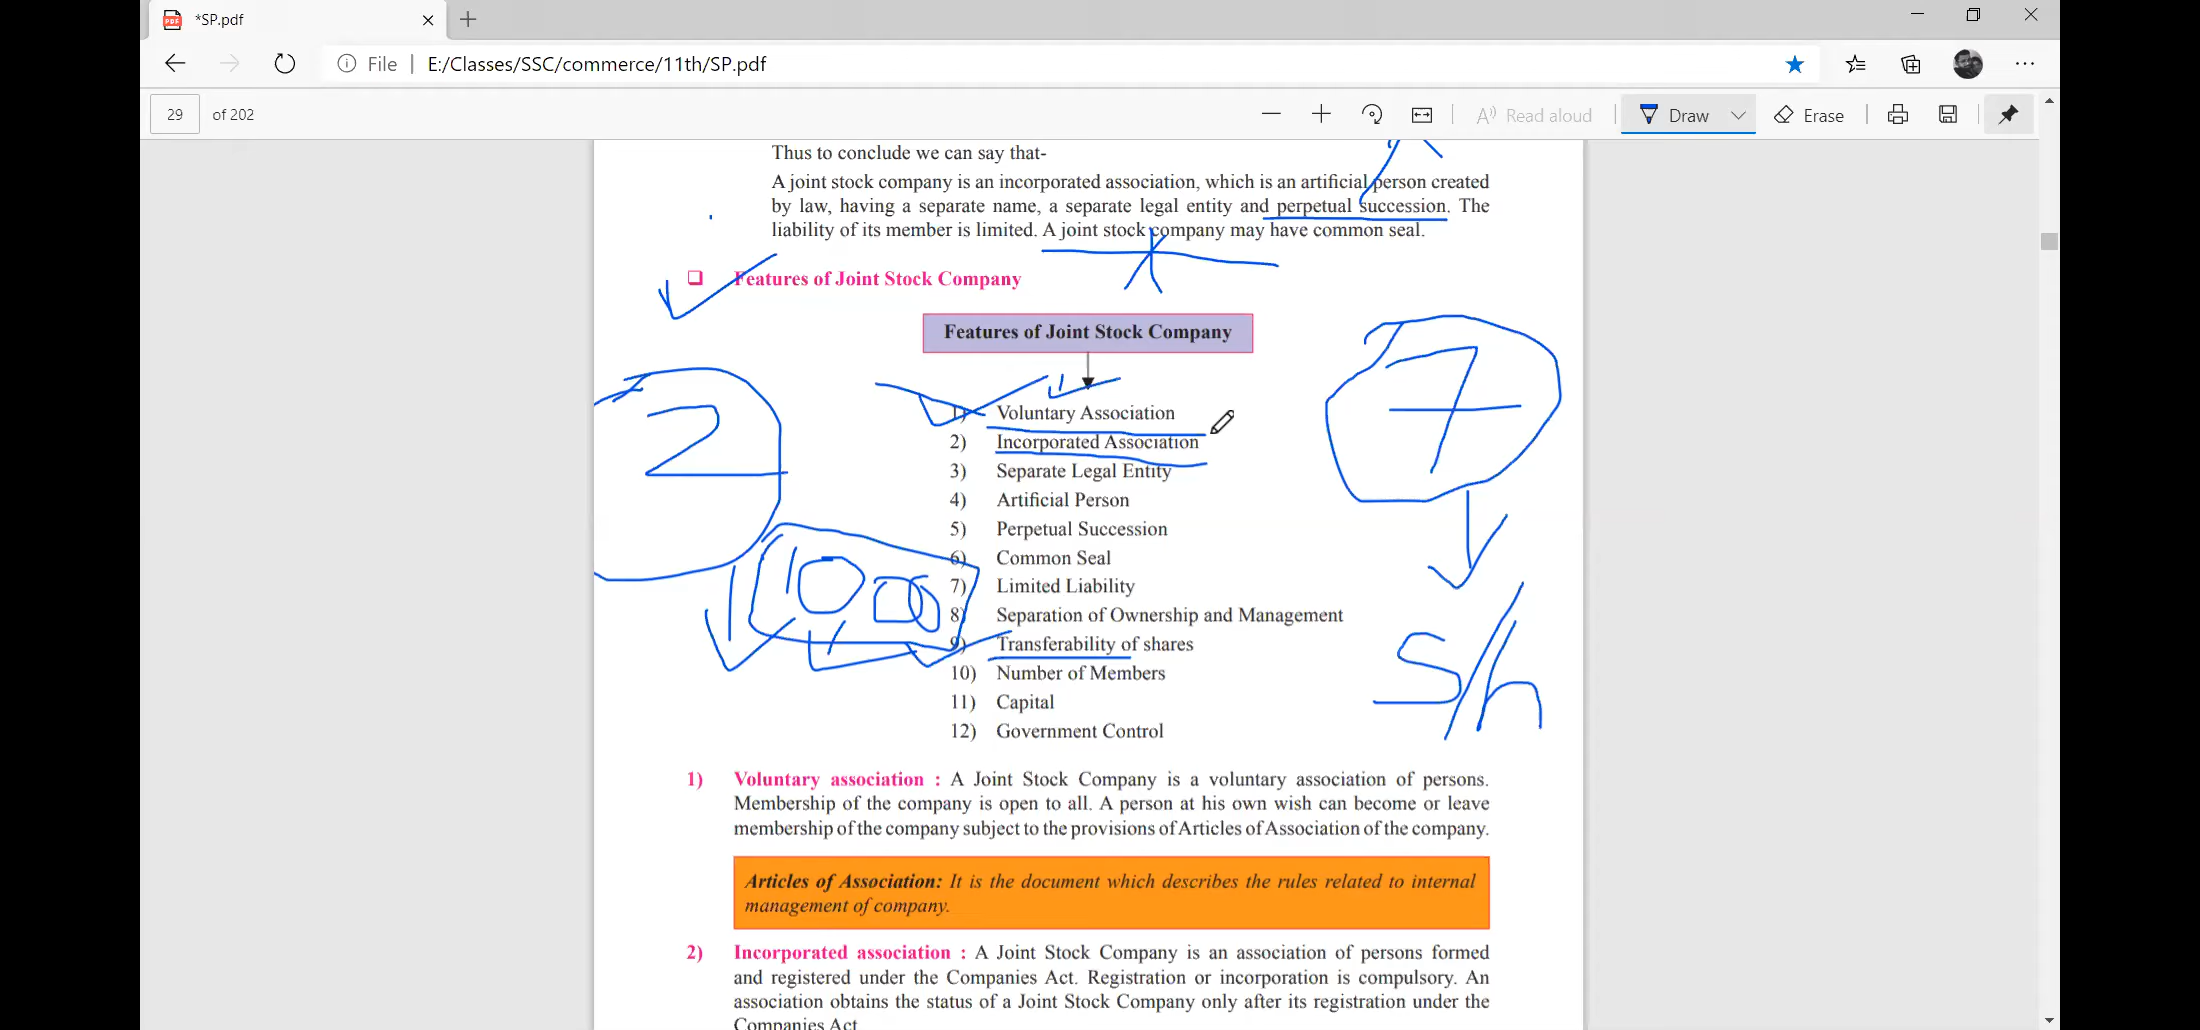 *SP.pdf
File | E:/Classes/SSC/commerce/11th/SP.pdf
29 of 202
Read aloud
Draw
Erase
Thus to conclude we can say that-
A joint stock company is an incorporated association, which is an artificial person created
by law, having a separate name, a separate legal entity and perpetual succession. The
liability of its member is limited. A joint stock company may have common seal.
Features of Joint Stock Company
Features of Joint Stock Company
1) Voluntary Association
2) Incorporated Association
3) Separate Legal Entity
4) Artificial Person
5) Perpetual Succession
6) Common Seal
7) Limited Liability
8) Separation of Ownership and Management
9) Transferability of shares
10) Number of Members
11) Capital
12) Government Control
2
7
S/h
1) Voluntary association : A Joint Stock Company is a voluntary association of persons.
Membership of the company is open to all. A person at his own wish can become or leave
membership of the company subject to the provisions of Articles of Association of the company.
Articles of Association: It is the document which describes the rules related to internal
management of company.
2) Incorporated association : A Joint Stock Company is an association of persons formed
and registered under the Companies Act. Registration or incorporation is compulsory. An
association obtains the status of a Joint Stock Company only after its registration under the
Companies Act